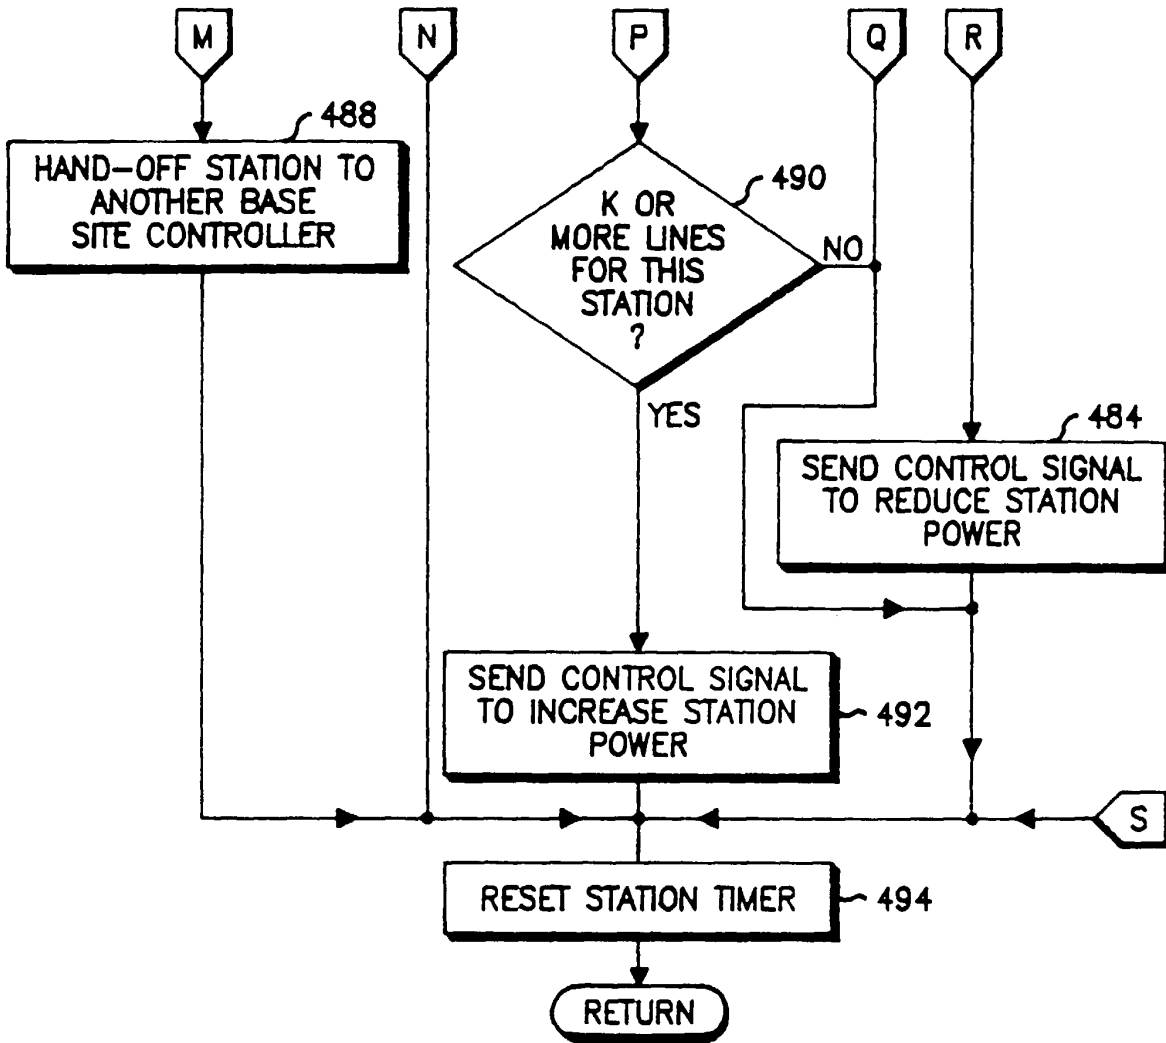 M
N
P
Q
R
488
HAND-OFF STATION TO
ANOTHER BASE
SITE CONTROLLER
490
K OR
MORE LINES
FOR THIS
STATION
?
NO
YES
484
SEND CONTROL SIGNAL
TO REDUCE STATION
POWER
SEND CONTROL SIGNAL
TO INCREASE STATION
POWER
492
S
RESET STATION TIMER
494
RETURN